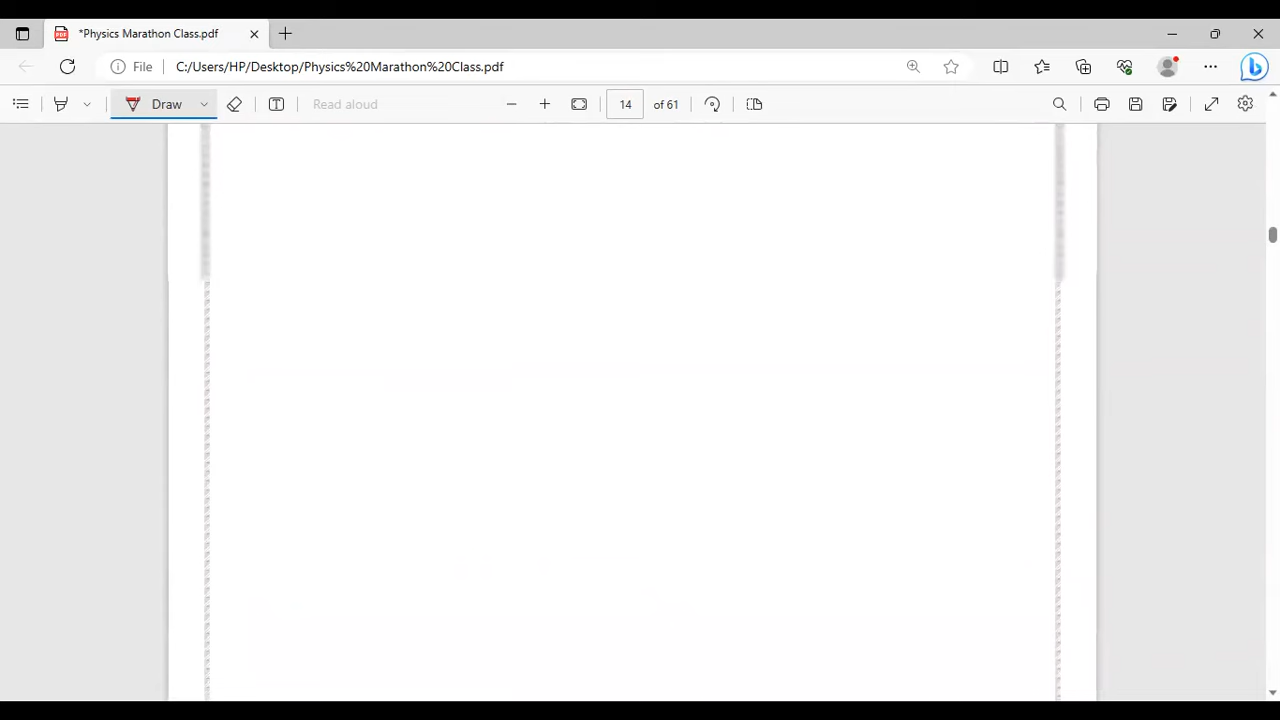 *Physics Marathon Class.pdf
File C:/Users/HP/Desktop/Physics%20Marathon%20Class.pdf
Draw Read aloud 14 of 61